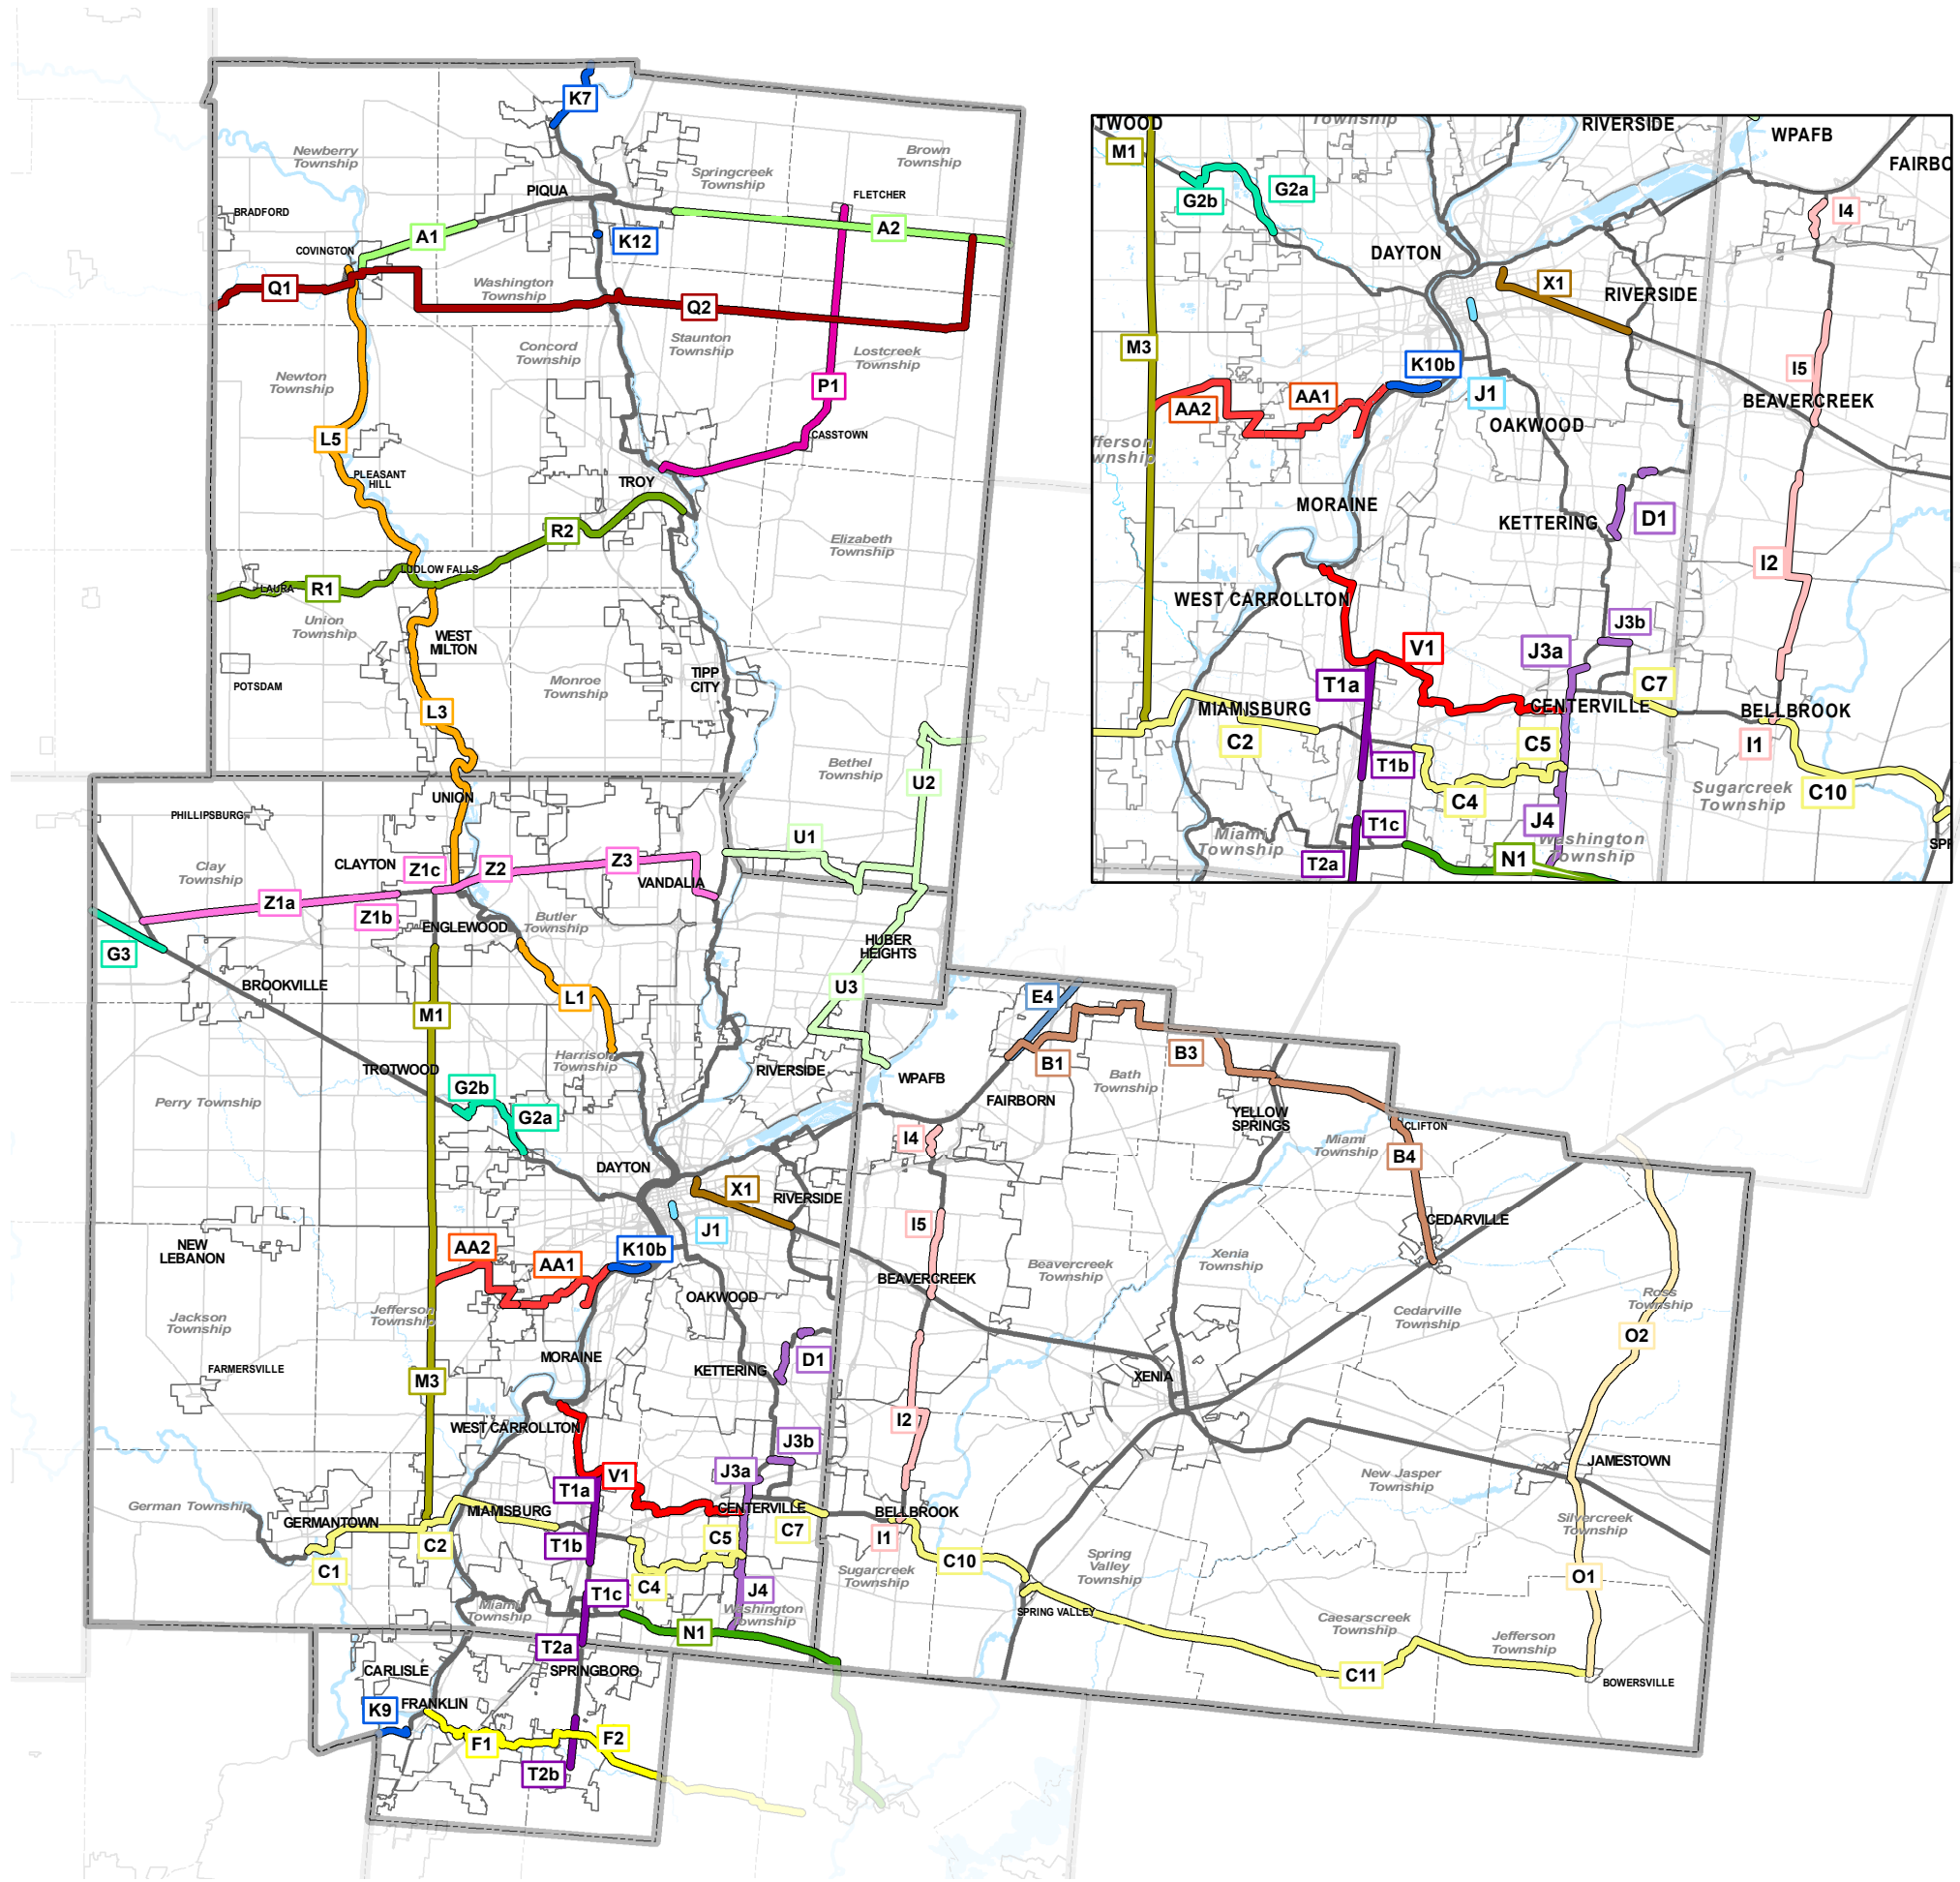 K7
Newberry
Township
Brown
Township
Springcreek
Township
PIQUA
FLETCHER
BRADFORD
A1
A2
K12
COVINGTON
Q1
Washington
Township
Q2
Concord
Township
Staunton
Township
Lostcreek
Township
Newton
Township
P1
L5
CASSTOWN
PLEASANT
HILL
TROY
R2
Elizabeth
Township
LUDLOW FALLS
LAURA
R1
Union
Township
WEST
MILTON
TIPP
CITY
POTSDAM
Monroe
Township
L3
Bethel
Township
U2
UNION
PHILLIPSBURG
U1
Clay
Township
CLAYTON
Z1c
Z2
Z3
VANDALIA
Z1a
Z1b
ENGLEWOOD
Butler
Township
G3
HUBER
HEIGHTS
BROOKVILLE
L1
U3
M1
E4
Harrison
Township
B1
B3
TROTWOOD
RIVERSIDE
WPAFB
Bath
Township
G2b
FAIRBORN
Perry Township
G2a
YELLOW
SPRINGS
CLIFTON
I4
Miami
Township
B4
DAYTON
X1
RIVERSIDE
J1
I5
CEDARVILLE
NEW
LEBANON
AA2
AA1
K10b
Xenia
Township
BEAVERCREEK
Beavercreek
Township
OAKWOOD
Ross
Township
Jackson
Township
Jefferson
Township
Cedarville
Township
O2
MORAINE
D1
FARMERSVILLE
M3
KETTERING
XENIA
WEST CARROLLTON
I2
J3b
J3a
V1
JAMESTOWN
T1a
New Jasper
Township
German Township
MIAMISBURG
CENTERVILLE
BELLBROOK
Silvercreek
Township
GERMANTOWN
C7
C5
I1
C2
T1b
C10
Spring
Valley
Township
C1
Sugarcreek
Township
C4
J4
T1c
O1
Miami
Township
Washington
Township
SPRING VALLEY
Caesarscreek
Township
N1
Jefferson
Township
T2a
CARLISLE
SPRINGBORO
C11
BOWERSVILLE
K9
FRANKLIN
F1
F2
T2b
TWOOD
Township
RIVERSIDE
WPAFB
M1
FAIRBO
G2a
G2b
I4
DAYTON
X1
RIVERSIDE
M3
K10b
I5
AA1
J1
AA2
BEAVERCREEK
OAKWOOD
fferson
wnship
MORAINE
KETTERING
D1
I2
WEST CARROLLTON
J3b
V1
J3a
T1a
C7
MIAMISBURG
CENTERVILLE
BELLBROOK
C2
C5
I1
T1b
Sugarcreek
Township
C10
C4
J4
T1c
Miami
Township
Washington
Township
SPR
N1
T2a